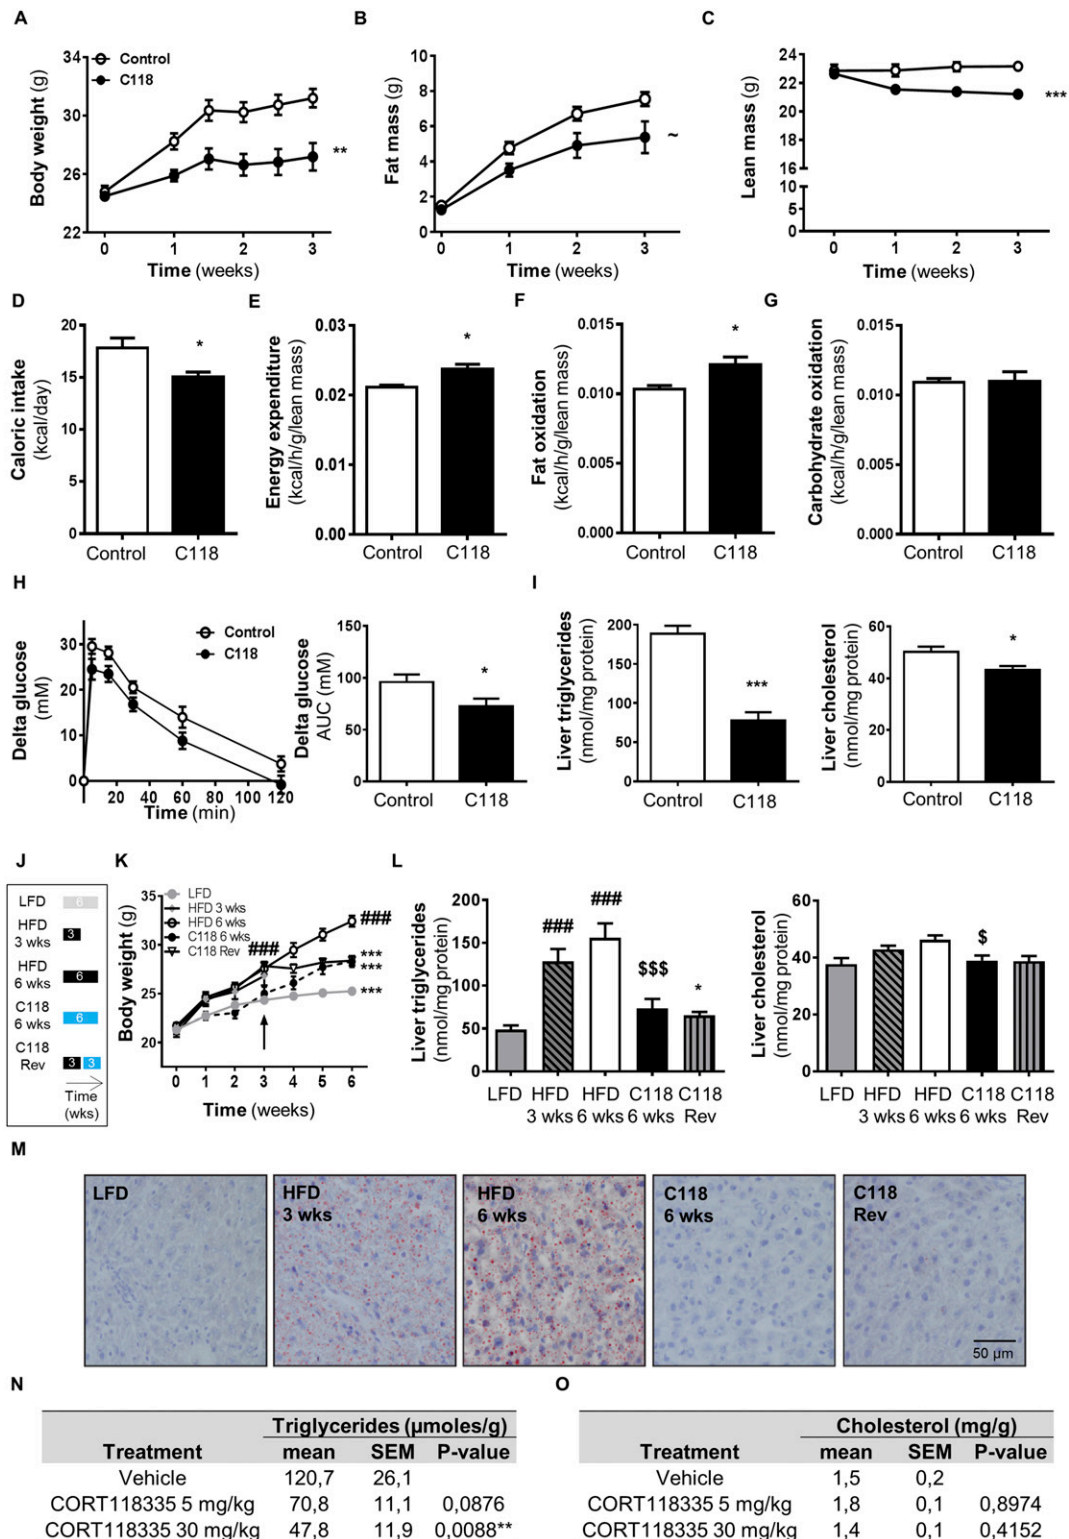 A
B
C
Control
C118
Body weight (g)
34
30
26
22
**
0 1 2 3
Time (weeks)
Fat mass (g)
10
8
6
4
2
0
~
0 1 2 3
Time (weeks)
Lean mass (g)
24
22
20
18
16
10
5
0
***
0 1 2 3
Time (weeks)
D
E
F
G
Caloric intake
(kcal/day)
20
15
10
5
0
*
Control C118
Energy expenditure
(kcal/h/g/lean mass)
0.03
0.02
0.01
0.00
*
Control C118
Fat oxidation
(kcal/h/g/lean mass)
0.015
0.010
0.005
0.000
*
Control C118
Carbohydrate oxidation
(kcal/h/g/lean mass)
0.015
0.010
0.005
0.000
Control C118
H
I
Delta glucose
(mM)
30
20
10
0
Control
C118
20 40 60 80 100 120
Time (min)
Delta glucose
AUC (mM)
150
100
50
0
*
Control C118
Liver triglycerides
(nmol/mg protein)
200
150
100
50
0
***
Control C118
Liver cholesterol
(nmol/mg protein)
60
40
20
0
*
Control C118
J
K
L
LFD 6
HFD
3 wks 3
HFD
6 wks 6
C118
6 wks 6
C118
Rev 3 3
Time
(wks)
Body weight (g)
35
30
25
20
LFD
HFD 3 wks
HFD 6 wks
C118 6 wks
C118 Rev
###
###
***
***
***
0 1 2 3 4 5 6
Time (weeks)
Liver triglycerides
(nmol/mg protein)
200
150
100
50
0
###
###
$$$
*
LFD HFD HFD C118 C118
3 wks 6 wks 6 wks Rev
Liver cholesterol
(nmol/mg protein)
60
40
20
0
$
LFD HFD HFD C118 C118
3 wks 6 wks 6 wks Rev
M
LFD
HFD
3 wks
HFD
6 wks
C118
6 wks
C118
Rev
50 µm
N
Triglycerides (µmoles/g)
Treatment mean SEM P-value
Vehicle 120,7 26,1
CORT118335 5 mg/kg 70,8 11,1 0,0876
CORT118335 30 mg/kg 47,8 11,9 0,0088**
O
Cholesterol (mg/g)
Treatment mean SEM P-value
Vehicle 1,5 0,2
CORT118335 5 mg/kg 1,8 0,1 0,8974
CORT118335 30 mg/kg 1,4 0,1 0,4152